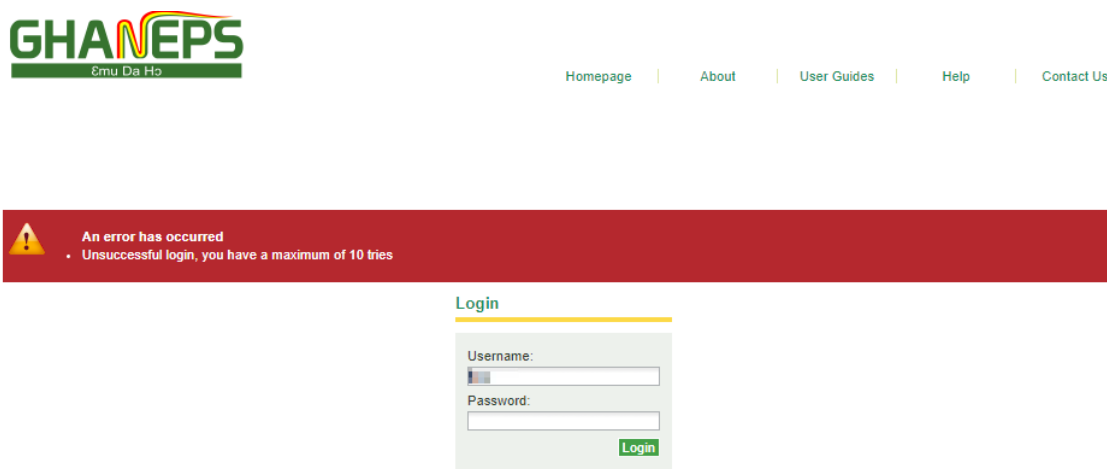 GHANEPS
Ɛmu Da Hɔ
Homepage
About
User Guides
Help
Contact Us
An error has occurred
• Unsuccessful login, you have a maximum of 10 tries
Login
Username:
Password:
Login